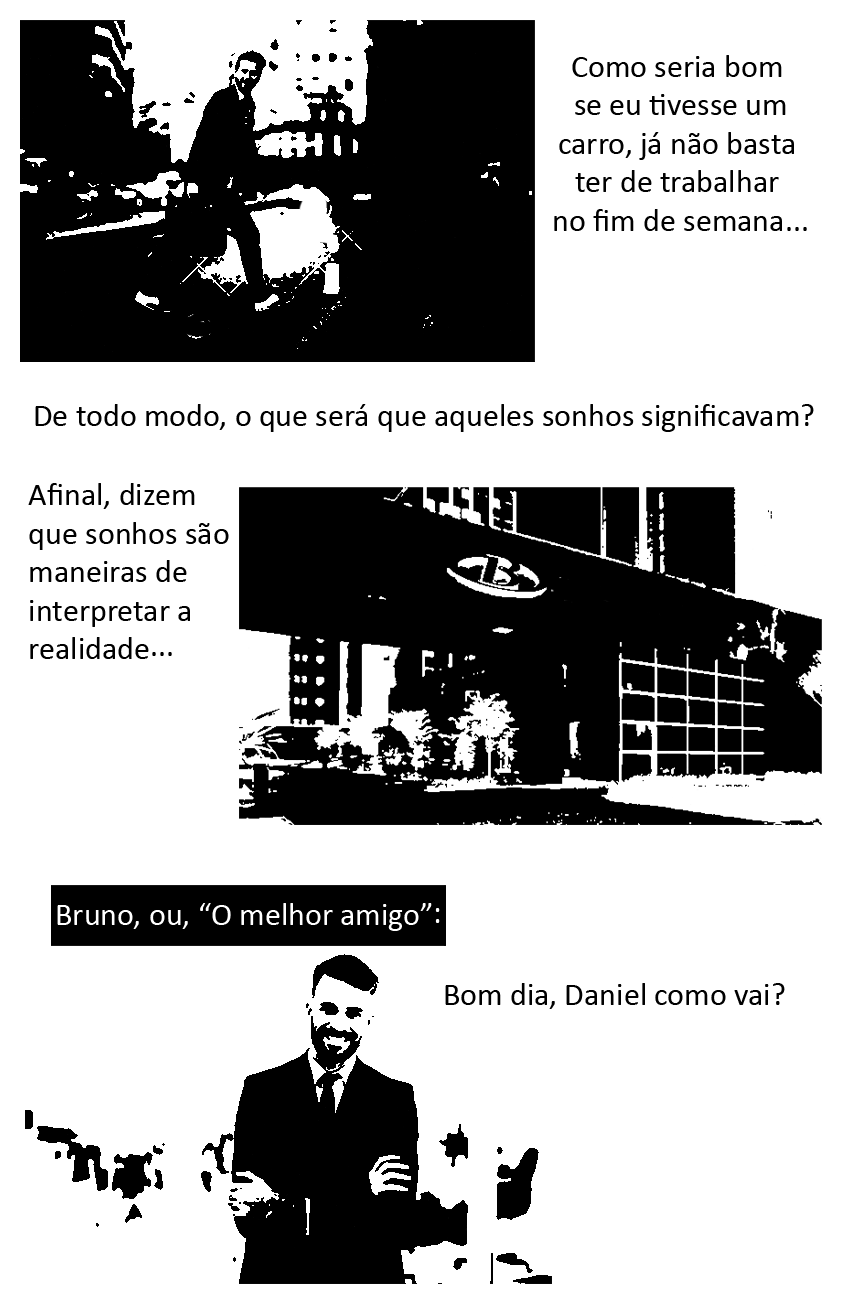 Como seria bom
se eu tivesse um
carro, já não basta
ter de trabalhar
no fim de semana...
De todo modo, o que será que aqueles sonhos significavam?
Afinal, dizem
que sonhos são
maneiras de
interpretar a
realidade...
B
Bruno, ou, “O melhor amigo”:
Bom dia, Daniel como vai?